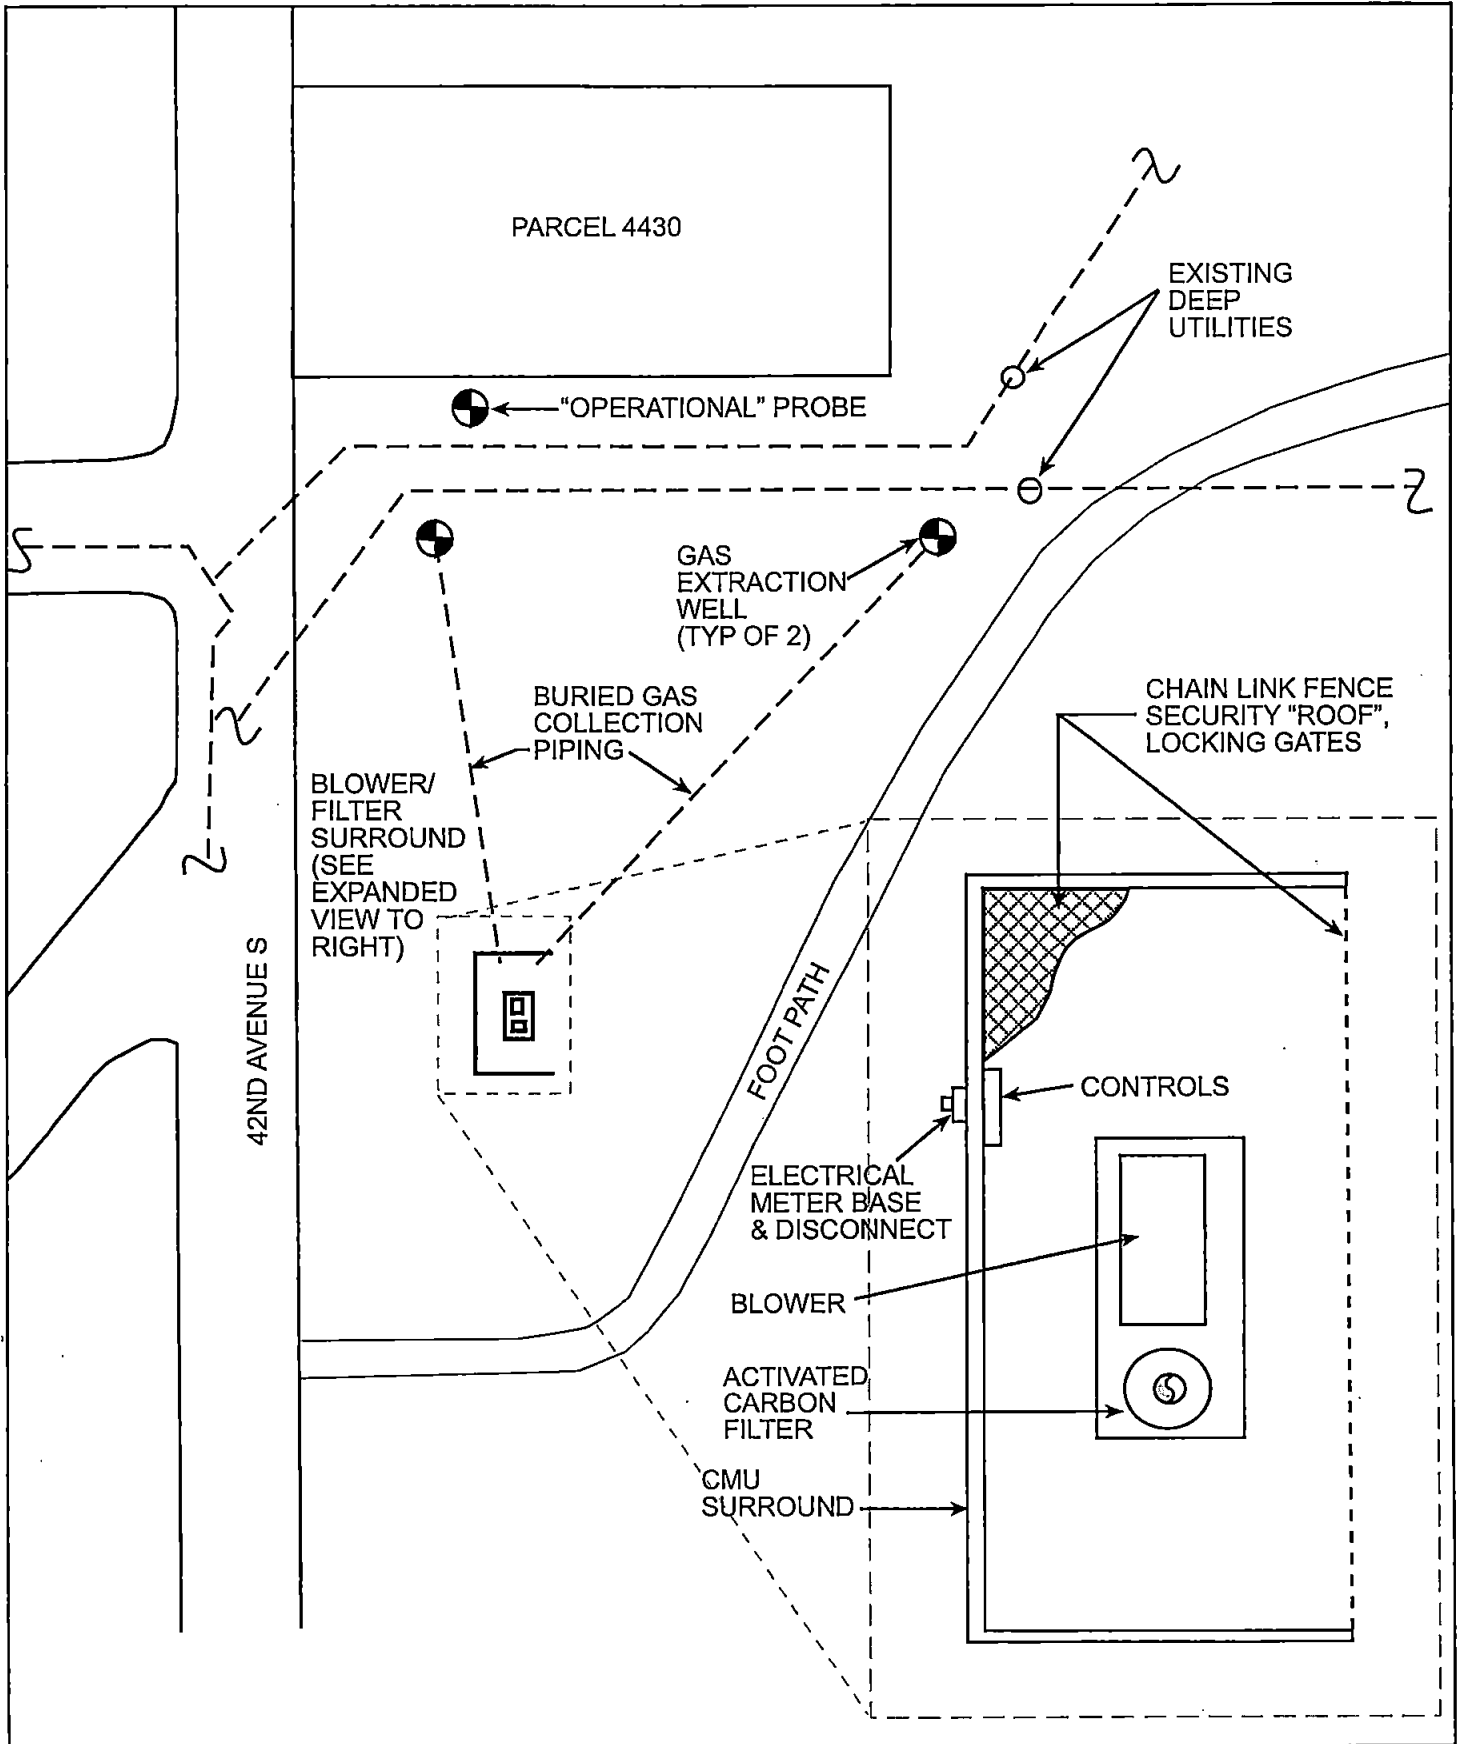 PARCEL 4430
EXISTING
DEEP
UTILITIES
"OPERATIONAL" PROBE
GAS
EXTRACTION
WELL
(TYP OF 2)
BURIED GAS
COLLECTION
PIPING
CHAIN LINK FENCE
SECURITY "ROOF",
LOCKING GATES
BLOWER/
FILTER
SURROUND
(SEE
EXPANDED
VIEW TO
RIGHT)
42ND AVENUE S
FOOT PATH
CONTROLS
ELECTRICAL
METER BASE
& DISCONNECT
BLOWER
ACTIVATED
CARBON
FILTER
CMU
SURROUND